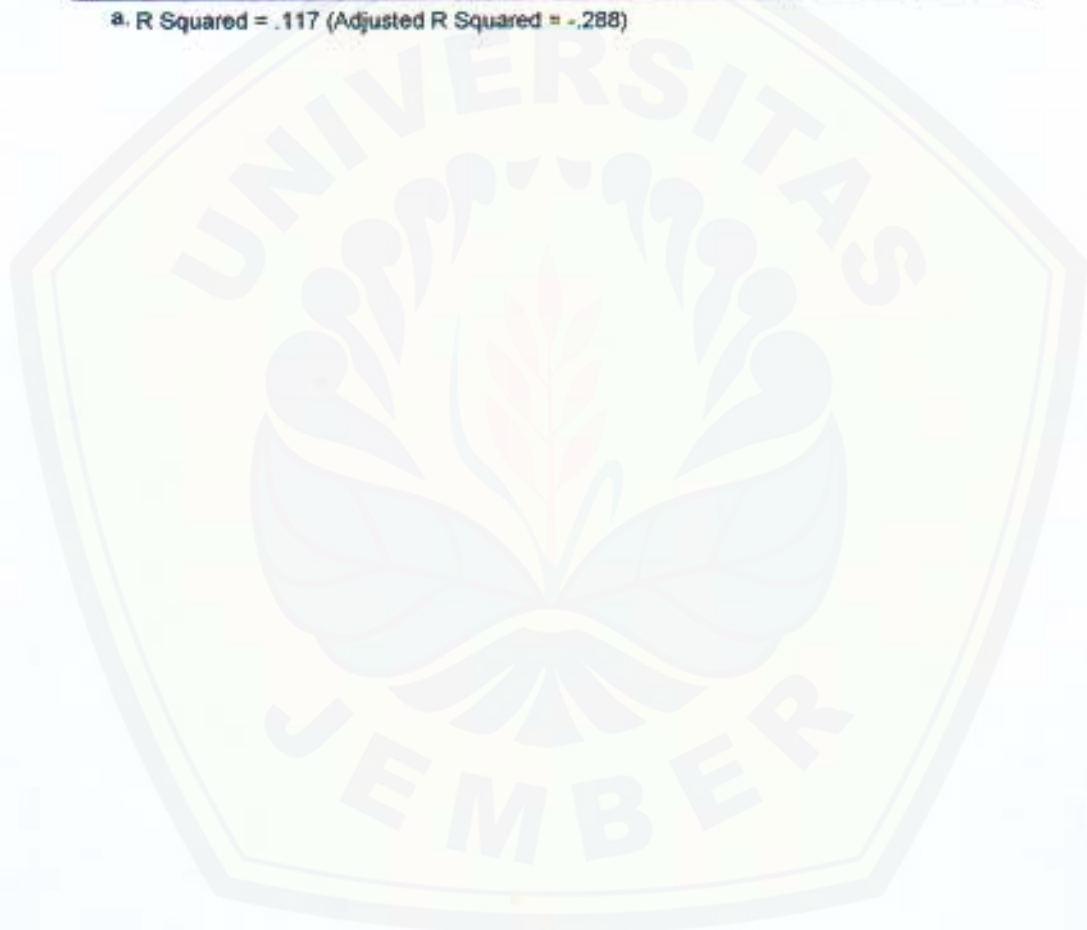 a. R Squared = .117 (Adjusted R Squared = -.288)
UNIVERSITAS
JEMBER